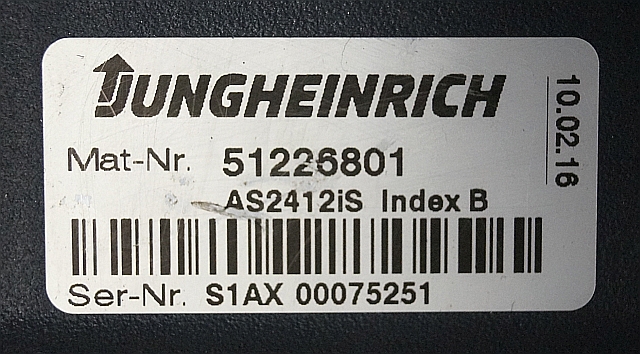 JUNGHEINRICH
Mat-Nr. 51226801
AS2412iS Index B
Ser-Nr. S1AX 00075251
10.02.16